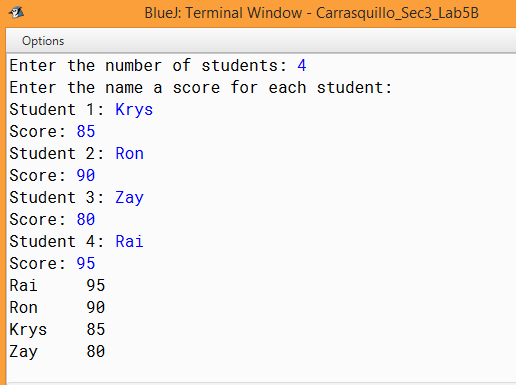 BlueJ: Terminal Window - Carrasquillo_Sec3_Lab5B
Options
Enter the number of students: 4
Enter the name a score for each student:
Student 1: Krys
Score: 85
Student 2: Ron
Score: 90
Student 3: Zay
Score: 80
Student 4: Rai
Score: 95
Rai     95
Ron     90
Krys    85
Zay     80